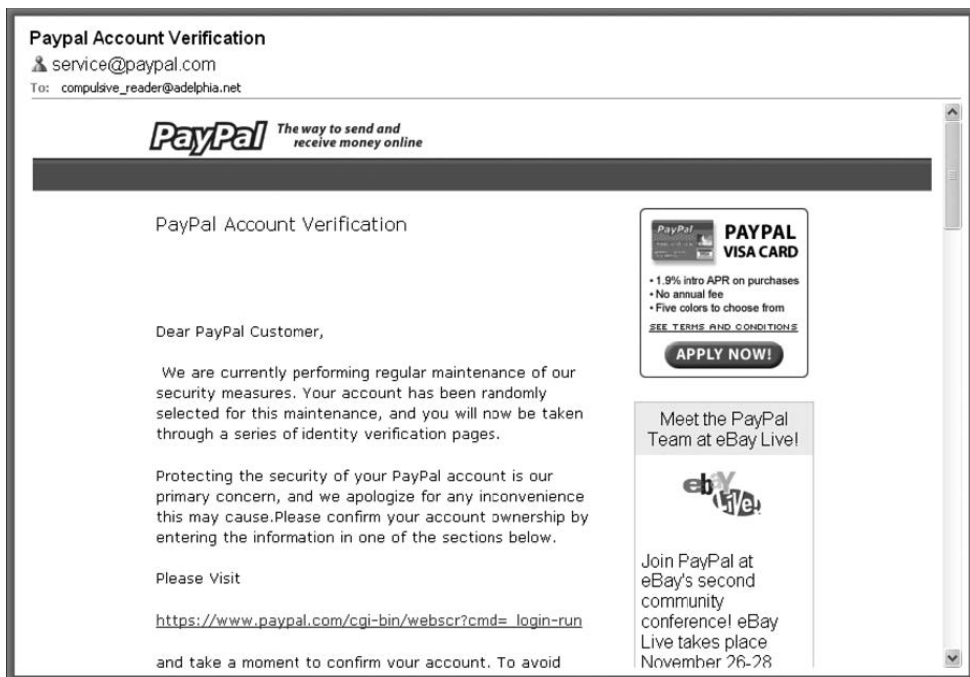 Paypal Account Verification
service@paypal.com
To: compulsive_reader@adelphia.net
PayPal The way to send and
receive money online
PayPal Account Verification
Dear PayPal Customer,
We are currently performing regular maintenance of our
security measures. Your account has been randomly
selected for this maintenance, and you will now be taken
through a series of identity verification pages.
Protecting the security of your PayPal account is our
primary concern, and we apologize for any inconvenience
this may cause.Please confirm your account ownership by
entering the information in one of the sections below.
Please Visit
https://www.paypal.com/cgi-bin/webscr?cmd=_login-run
and take a moment to confirm your account. To avoid
PayPal
PAYPAL
VISA CARD
• 1.9% intro APR on purchases
• No annual fee
• Five colors to choose from
SEE TERMS AND CONDITIONS
APPLY NOW!
Meet the PayPal
Team at eBay Live!
ebY
Live!
Join PayPal at
eBay's second
community
conference! eBay
Live takes place
November 26-28